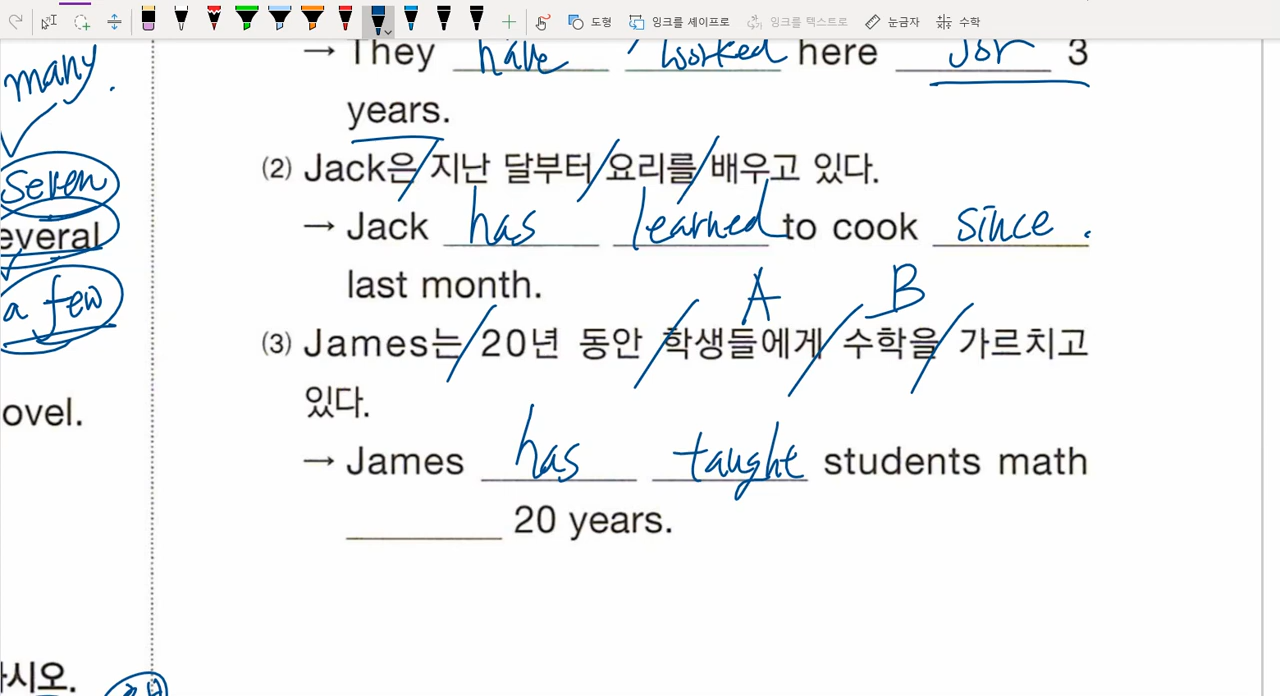 도형 잉크를 셰이프로 잉크를 텍스트로 눈금자 수학
many.
seven
everal
a few
ovel.
시오.
→ They have worked here for 3
years.
(2) Jack은/지난 달부터/요리를/배우고 있다.
→ Jack has learned to cook since.
last month.
A B
(3) James는/20년 동안/학생들에게/수학을/가르치고
있다.
→ James has taught students math
______ 20 years.